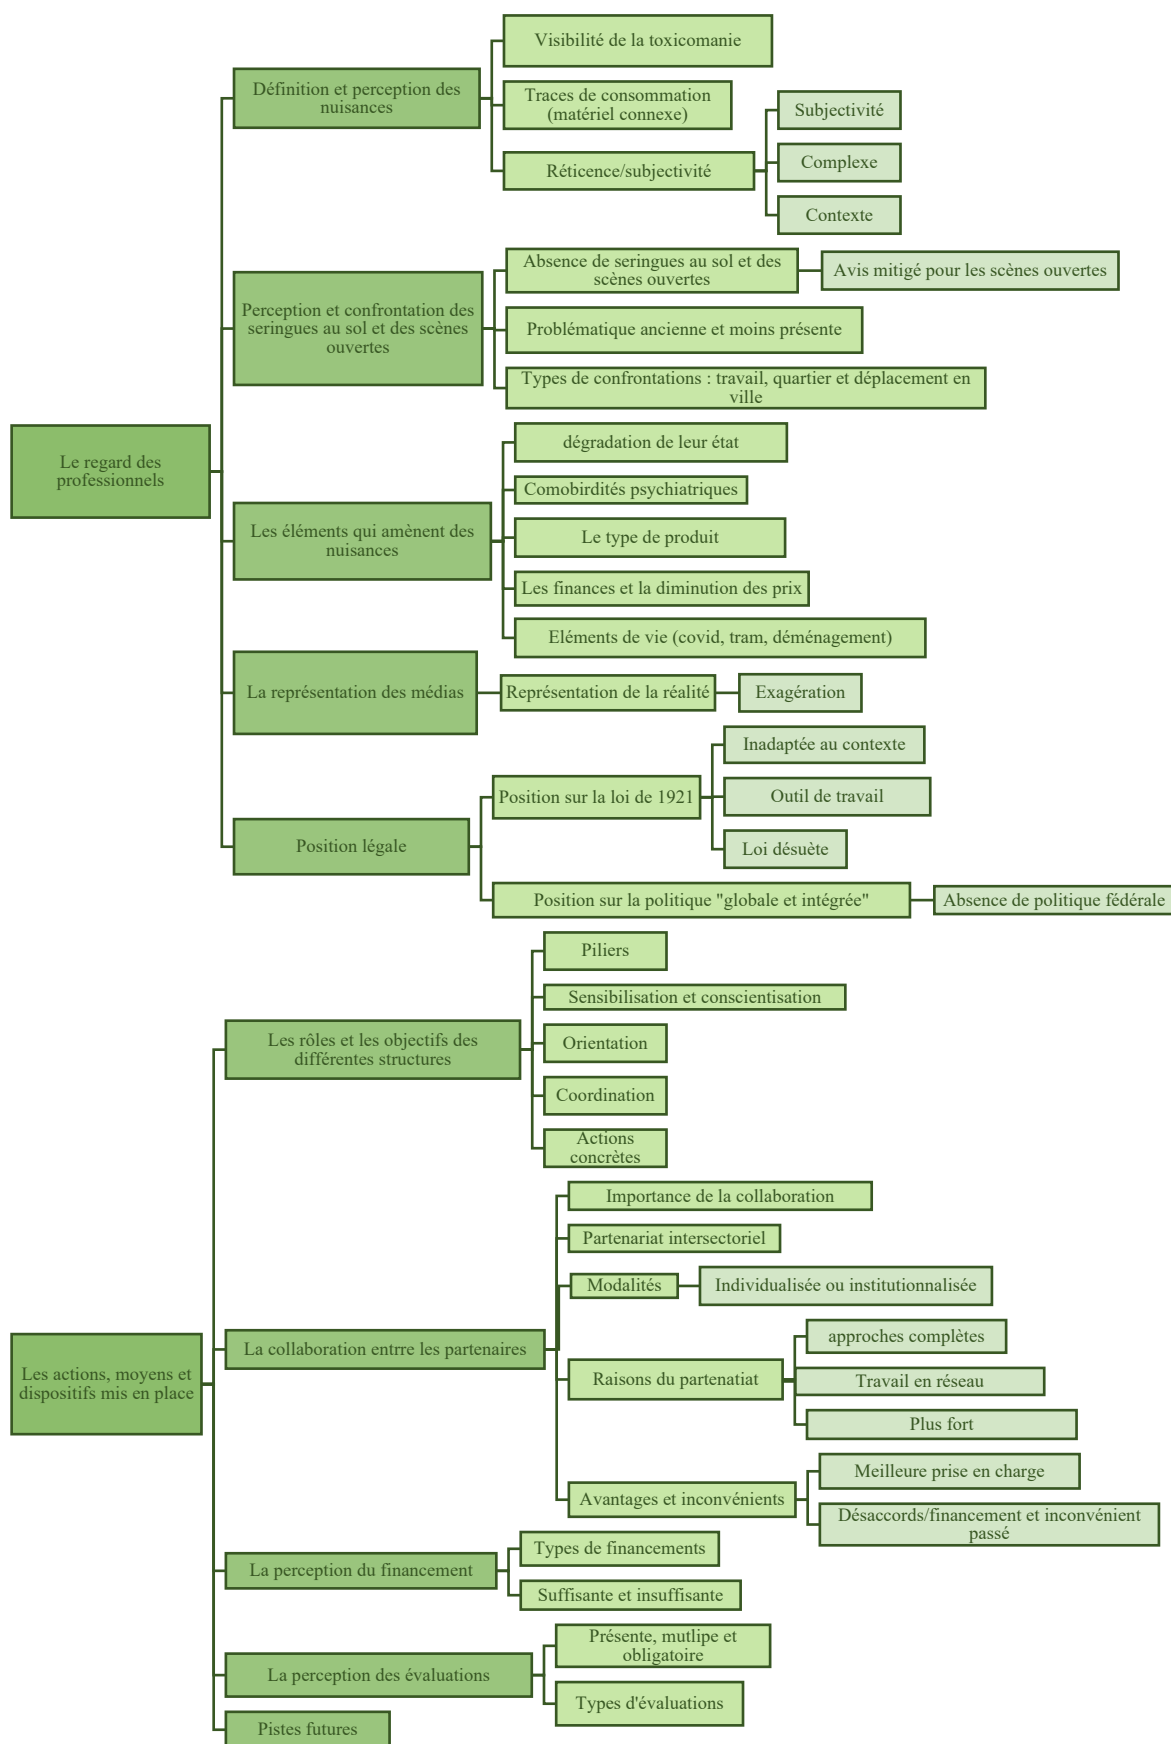 Le regard des
professionnels
Définition et perception des
nuisances
Visibilité de la toxicomanie
Traces de consommation
(matériel connexe)
Réticence/subjectivité
Subjectivité
Complexe
Contexte
Perception et confrontation des
seringues au sol et des scènes
ouvertes
Absence de seringues au sol et des
scènes ouvertes
Avis mitigé pour les scènes ouvertes
Problématique ancienne et moins présente
Types de confrontations : travail, quartier et déplacement en
ville
Les éléments qui amènent des
nuisances
dégradation de leur état
Comobirdités psychiatriques
Le type de produit
Les finances et la diminution des prix
Eléments de vie (covid, tram, déménagement)
La représentation des médias
Représentation de la réalité
Exagération
Position légale
Position sur la loi de 1921
Inadaptée au contexte
Outil de travail
Loi désuète
Position sur la politique "globale et intégrée"
Absence de politique fédérale
Les actions, moyens et
dispositifs mis en place
Les rôles et les objectifs des
différentes structures
Piliers
Sensibilisation et conscientisation
Orientation
Coordination
Actions
concrètes
La collaboration entrre les partenaires
Importance de la collaboration
Partenariat intersectoriel
Modalités
Individualisée ou institutionnalisée
Raisons du partenatiat
approches complètes
Travail en réseau
Plus fort
Avantages et inconvénients
Meilleure prise en charge
Désaccords/financement et inconvénient
passé
La perception du financement
Types de financements
Suffisante et insuffisante
La perception des évaluations
Présente, mutlipe et
obligatoire
Types d'évaluations
Pistes futures